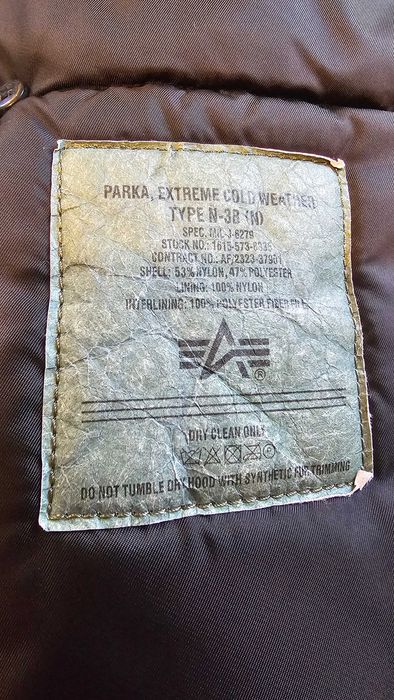 PARKA, EXTREME COLD WEATHER
TYPE N-3B (N)
SPEC. MIL-J-6279
STOCK NO.: 1615-573-8035
CONTRACT NO.: AF/2323-37901
SHELL: 53% NYLON, 47% POLYESTER
LINING: 100% NYLON
INTERLINING: 100% POLYESTER FIBER FILL
®
DRY CLEAN ONLY
DO NOT TUMBLE DRY HOOD WITH SYNTHETIC FUR TRIMMING